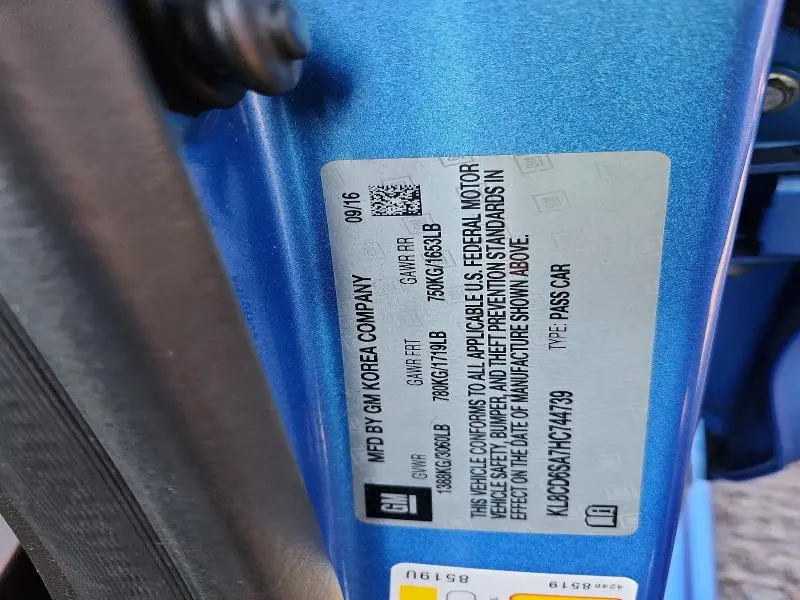 GM
MFD BY GM KOREA COMPANY 09/16
GVWR GAWR FRT GAWR RR
1388KG/3060LB 780KG/1719LB 750KG/1653LB
THIS VEHICLE CONFORMS TO ALL APPLICABLE U.S. FEDERAL MOTOR
VEHICLE SAFETY, BUMPER, AND THEFT PREVENTION STANDARDS IN
EFFECT ON THE DATE OF MANUFACTURE SHOWN ABOVE.
KL8CD6SA7HC744739 TYPE: PASS CAR
8519U
424#8519